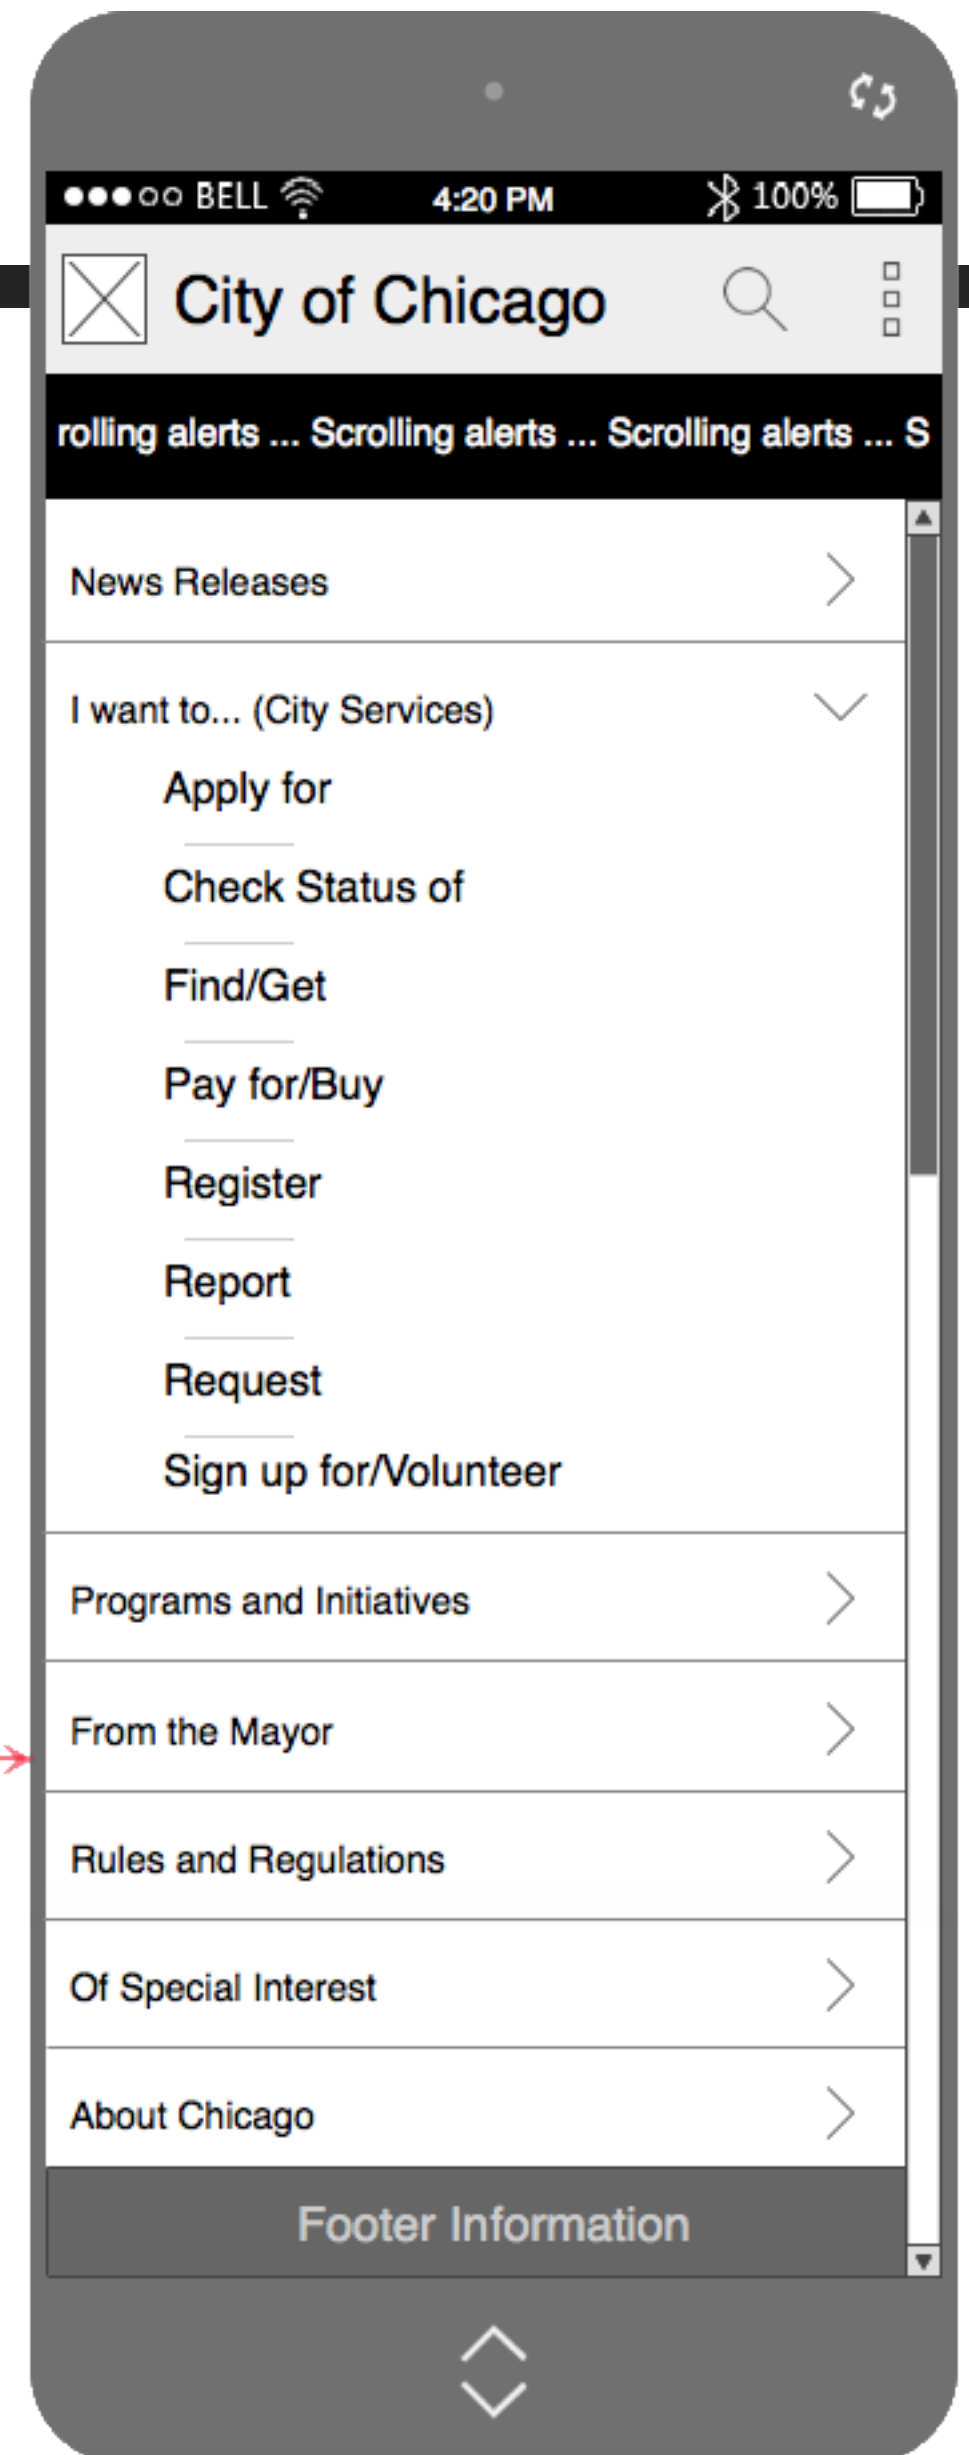 BELL 4:20 PM 100%
City of Chicago
rolling alerts ... Scrolling alerts ... Scrolling alerts ... S
News Releases
I want to... (City Services)
Apply for
Check Status of
Find/Get
Pay for/Buy
Register
Report
Request
Sign up for/Volunteer
Programs and Initiatives
From the Mayor
Rules and Regulations
Of Special Interest
About Chicago
Footer Information